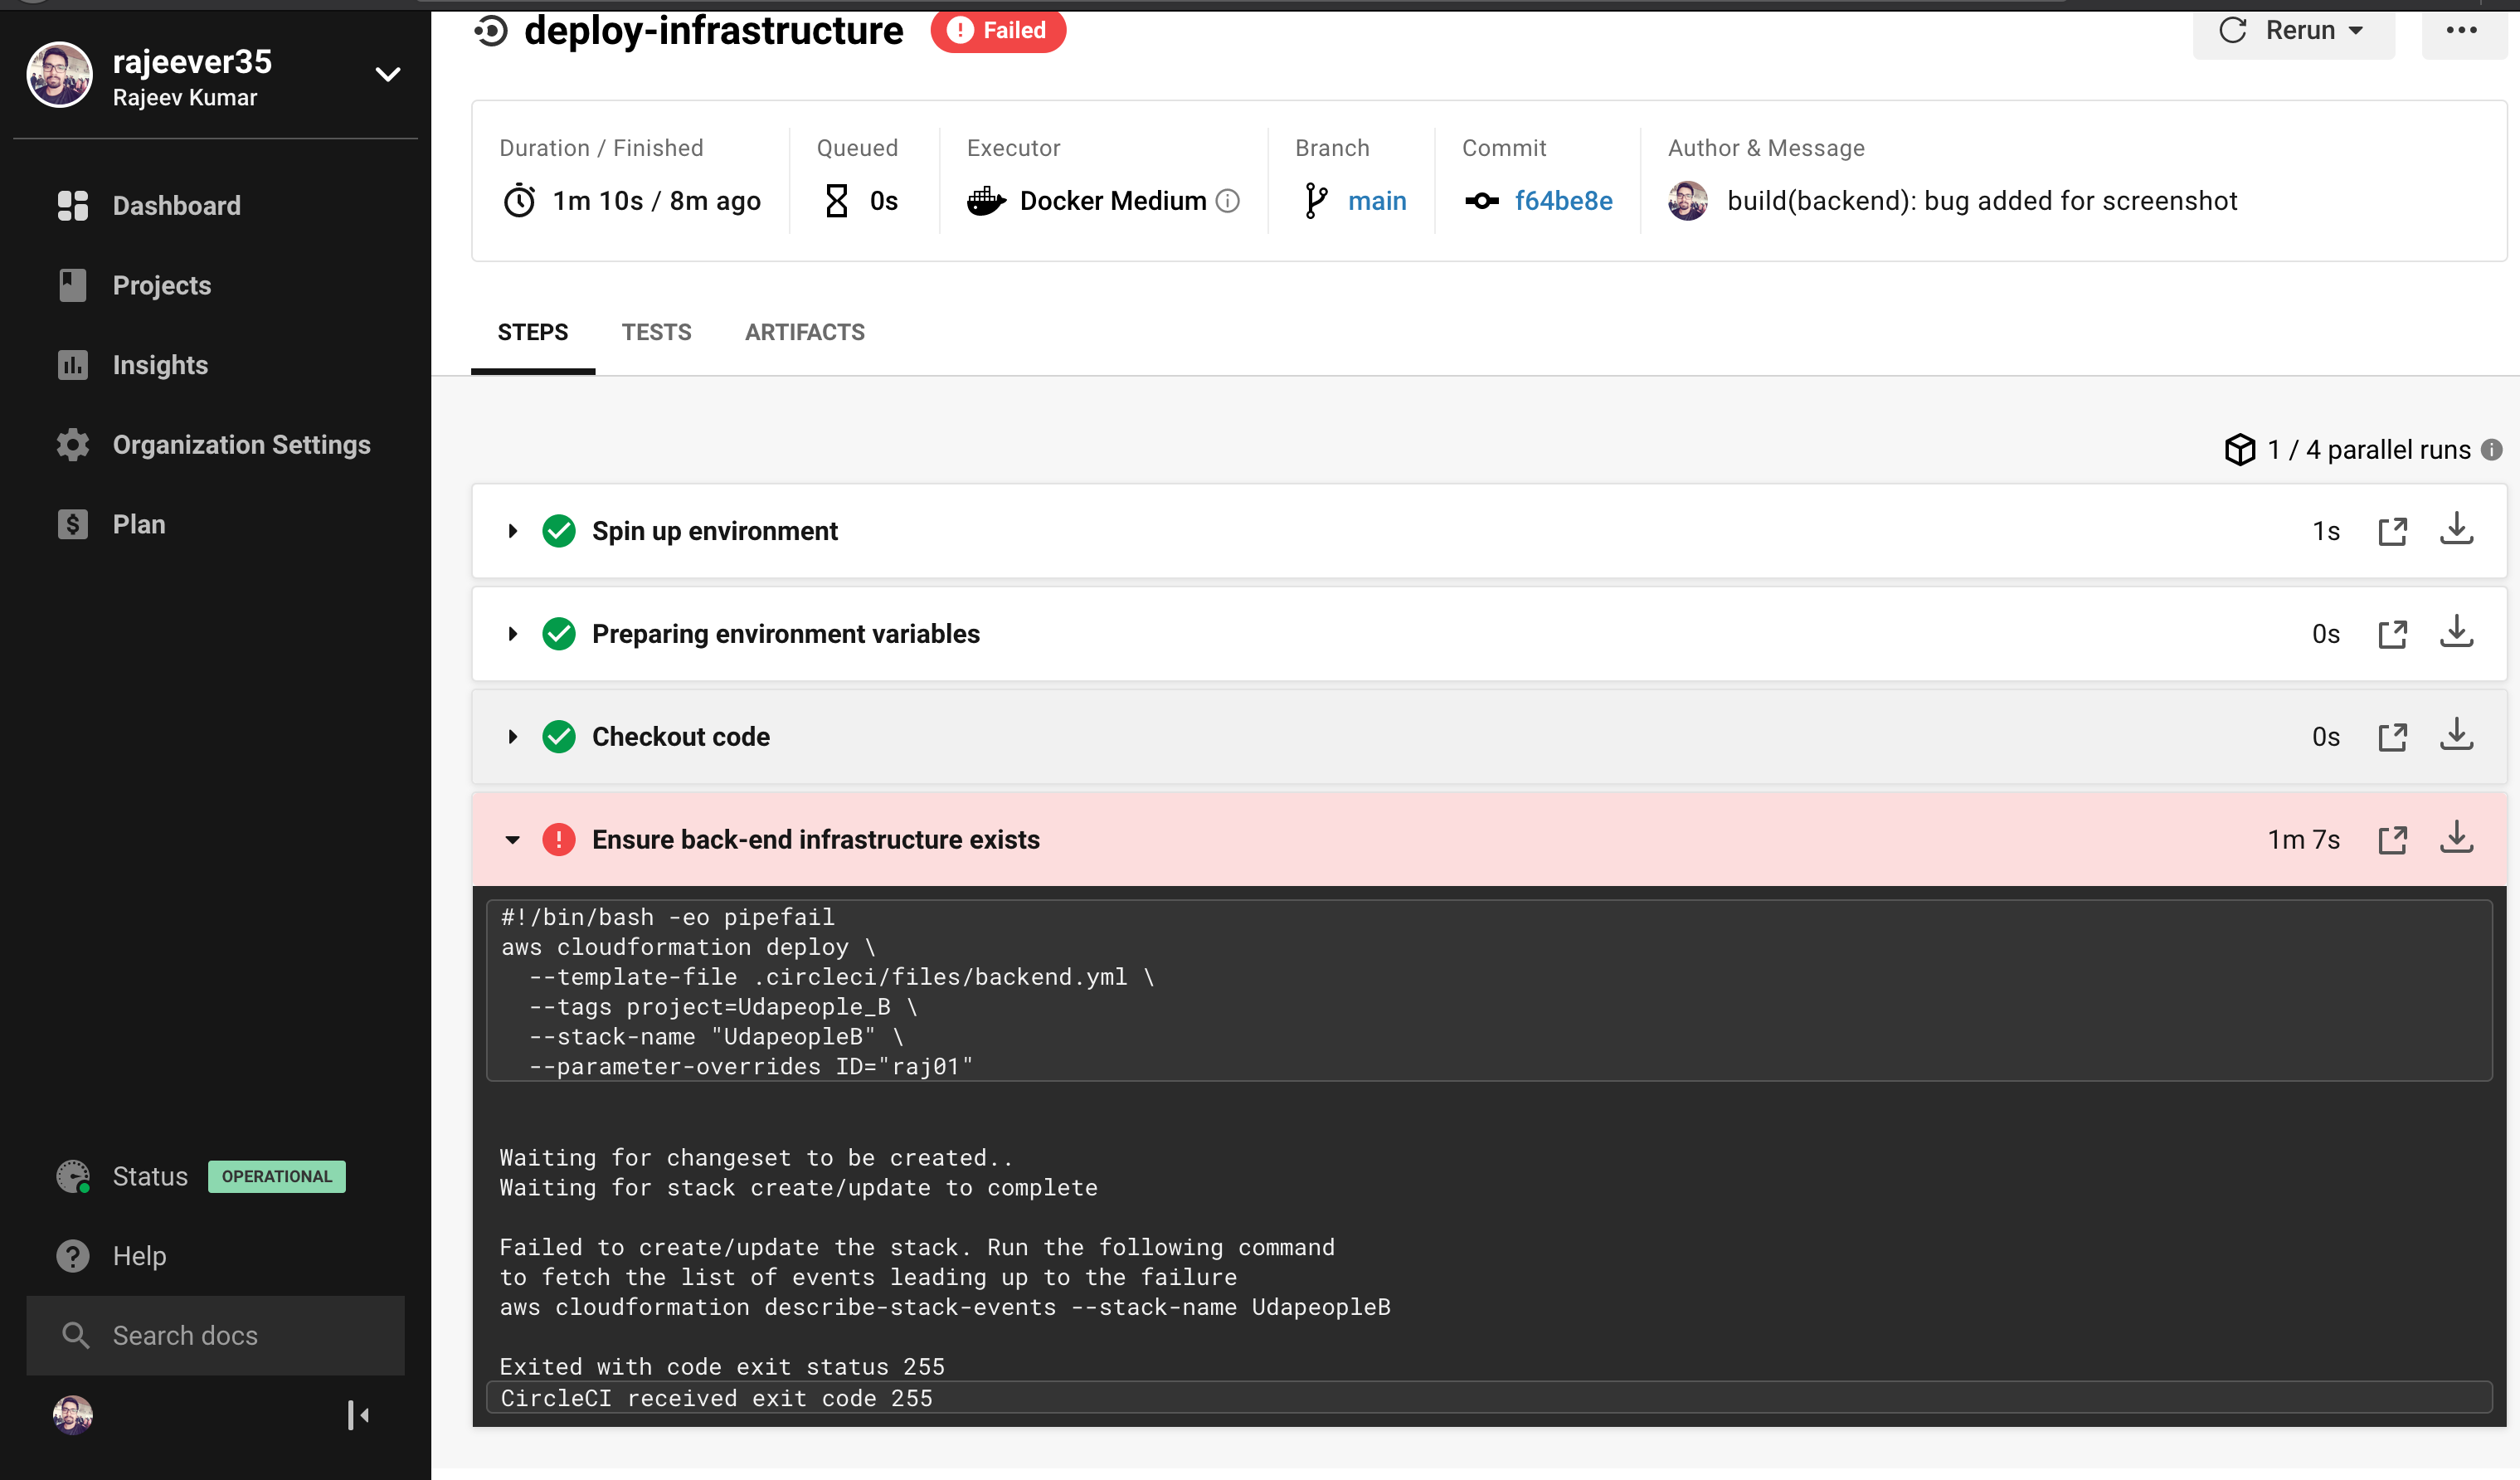 rajeever35
Rajeev Kumar
Dashboard
Projects
Insights
Organization Settings
Plan
Status OPERATIONAL
Help
Search docs
deploy-infrastructure Failed
Rerun
Duration / Finished
1m 10s / 8m ago
Queued
0s
Executor
Docker Medium
Branch
main
Commit
f64be8e
Author & Message
build(backend): bug added for screenshot
STEPS TESTS ARTIFACTS
1 / 4 parallel runs
Spin up environment 1s
Preparing environment variables 0s
Checkout code 0s
Ensure back-end infrastructure exists 1m 7s
#!/bin/bash -eo pipefail
aws cloudformation deploy \
  --template-file .circleci/files/backend.yml \
  --tags project=Udapeople_B \
  --stack-name "UdapeopleB" \
  --parameter-overrides ID="raj01"
Waiting for changeset to be created..
Waiting for stack create/update to complete
Failed to create/update the stack. Run the following command
to fetch the list of events leading up to the failure
aws cloudformation describe-stack-events --stack-name UdapeopleB
Exited with code exit status 255
CircleCI received exit code 255